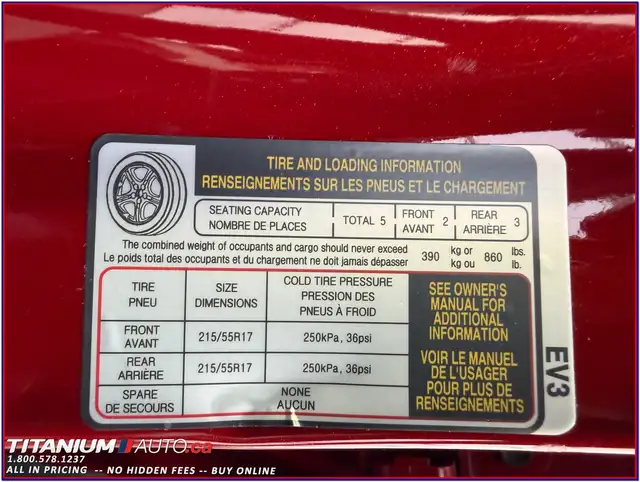 TIRE AND LOADING INFORMATION
RENSEIGNEMENTS SUR LES PNEUS ET LE CHARGEMENT
SEATING CAPACITY
NOMBRE DE PLACES
TOTAL 5
FRONT
AVANT 2
REAR
ARRIÈRE 3
The combined weight of occupants and cargo should never exceed
Le poids total des occupants et du chargement ne doit jamais dépasser
390
kg or
kg ou
860
lbs.
lb.
TIRE
PNEU
SIZE
DIMENSIONS
COLD TIRE PRESSURE
PRESSION DES
PNEUS À FROID
FRONT
AVANT
215/55R17
250kPa, 36psi
REAR
ARRIÈRE
215/55R17
250kPa, 36psi
SPARE
DE SECOURS
NONE
AUCUN
SEE OWNER'S
MANUAL FOR
ADDITIONAL
INFORMATION
VOIR LE MANUEL
DE L'USAGER
POUR PLUS DE
RENSEIGNEMENTS
EV3
TITANIUM AUTO.ca
1.800.578.1237
ALL IN PRICING -- NO HIDDEN FEES -- BUY ONLINE